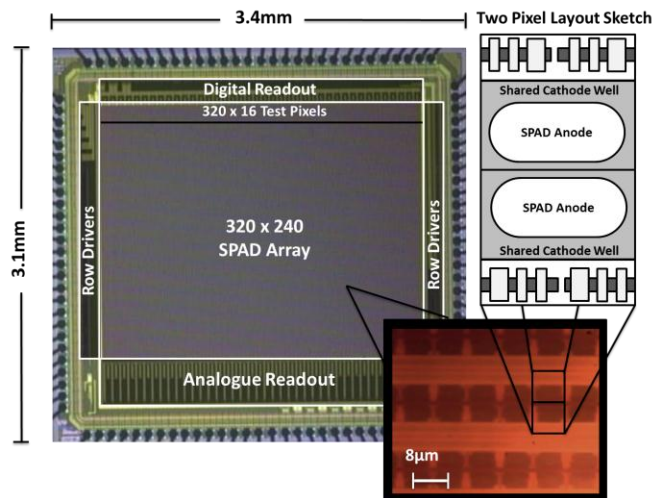 3.4mm
Two Pixel Layout Sketch
Digital Readout
320 x 16 Test Pixels
Shared Cathode Well
SPAD Anode
SPAD Anode
Shared Cathode Well
3.1mm
Row Drivers
320 x 240
SPAD Array
Row Drivers
Analogue Readout
8μm